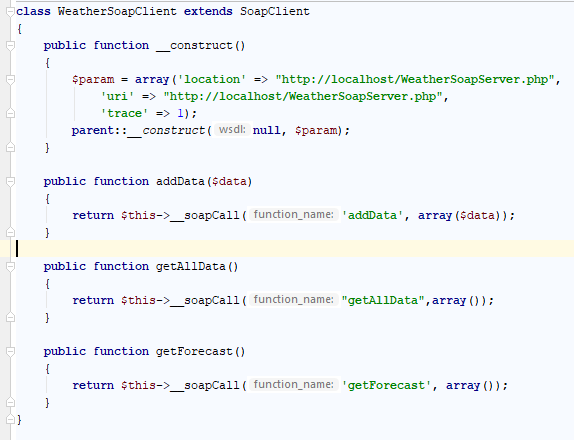 class WeatherSoapClient extends SoapClient
{
    public function __construct()
    {
        $param = array('location' => "http://localhost/WeatherSoapServer.php",
            'uri' => "http://localhost/WeatherSoapServer.php",
            'trace' => 1);
        parent::__construct( wsdl: null, $param);
    }

    public function addData($data)
    {
        return $this->__soapCall( function_name: 'addData', array($data));
    }

    public function getAllData()
    {
        return $this->__soapCall( function_name: "getAllData",array());
    }

    public function getForecast()
    {
        return $this->__soapCall( function_name: 'getForecast', array());
    }
}